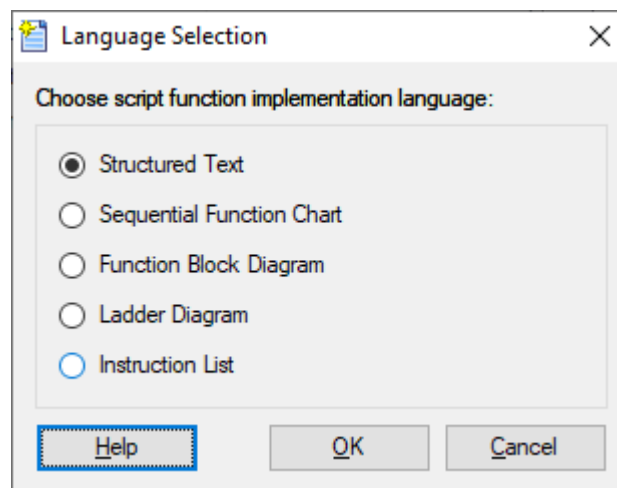 Language Selection
Choose script function implementation language:
Structured Text
Sequential Function Chart
Function Block Diagram
Ladder Diagram
Instruction List
Help OK Cancel